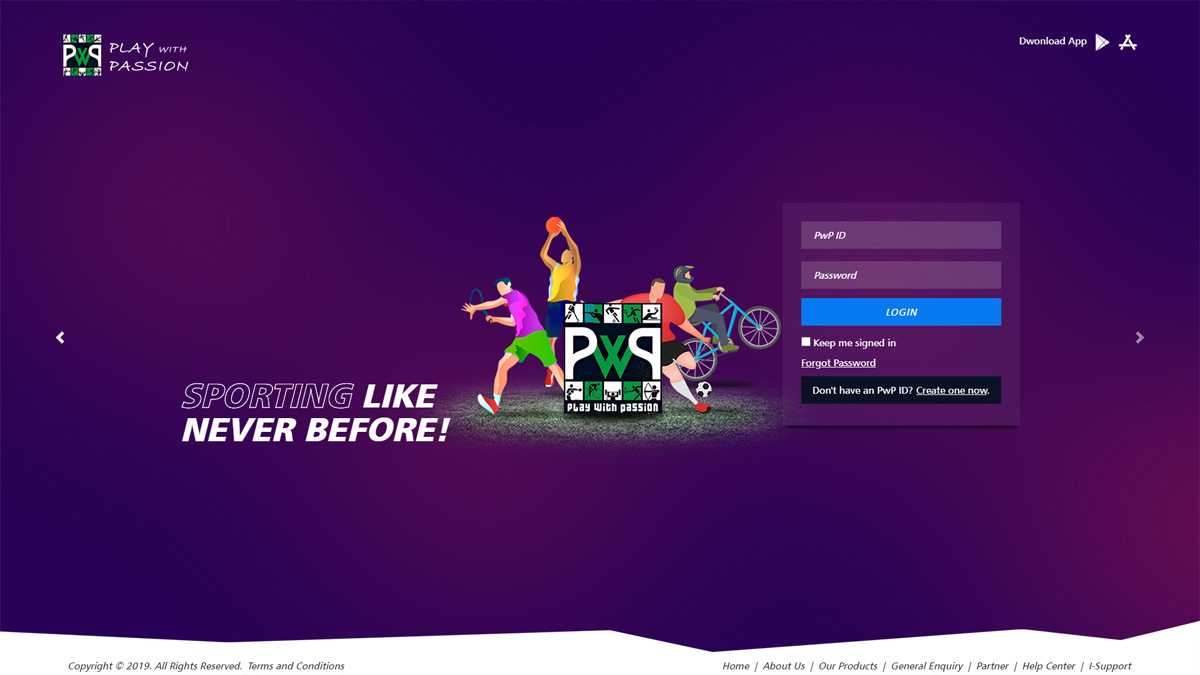 PwP PLAY WITH
PASSION
Dwonload App
PwP ID
Password
LOGIN
Keep me signed in
Forgot Password
Don't have an PwP ID? Create one now.
PWP
Play with passion
SPORTING LIKE
NEVER BEFORE!
Copyright © 2019. All Rights Reserved. Terms and Conditions
Home | About Us | Our Products | General Enquiry | Partner | Help Center | I-Support